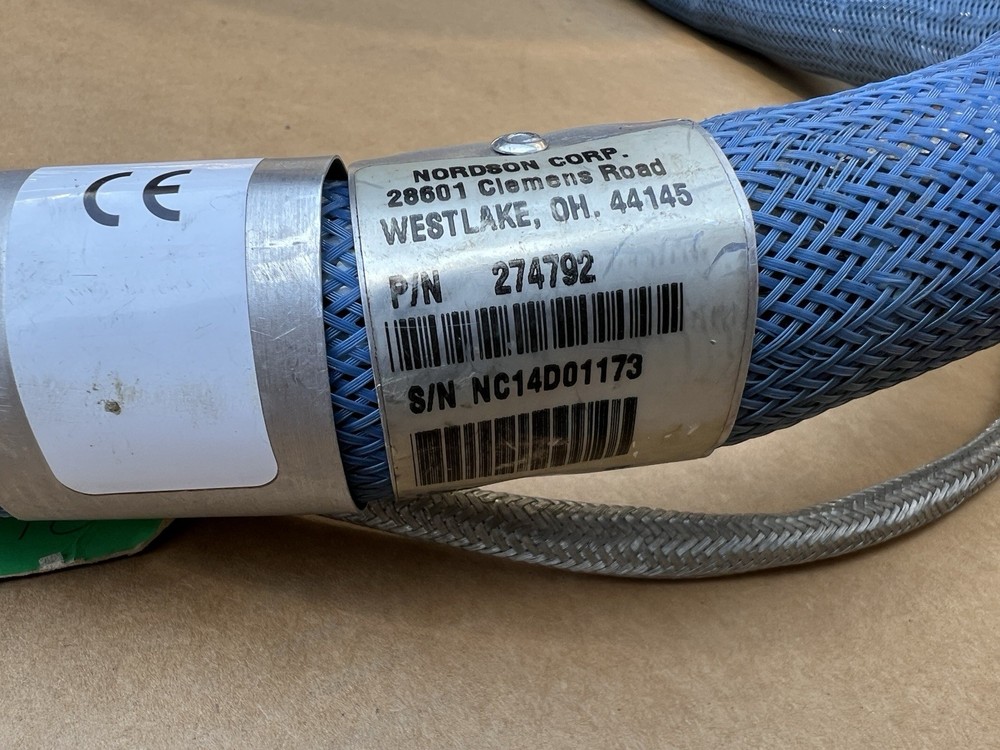 CE
NORDSON CORP.
28601 Clemens Road
WESTLAKE, OH. 44145
P/N 274792
S/N NC14D01173